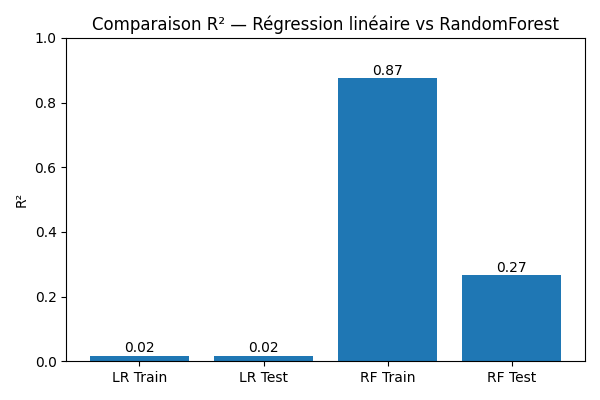 Comparaison R² — Régression linéaire vs RandomForest
R²
1.0
0.8
0.6
0.4
0.2
0.0
0.02
0.02
0.87
0.27
LR Train
LR Test
RF Train
RF Test